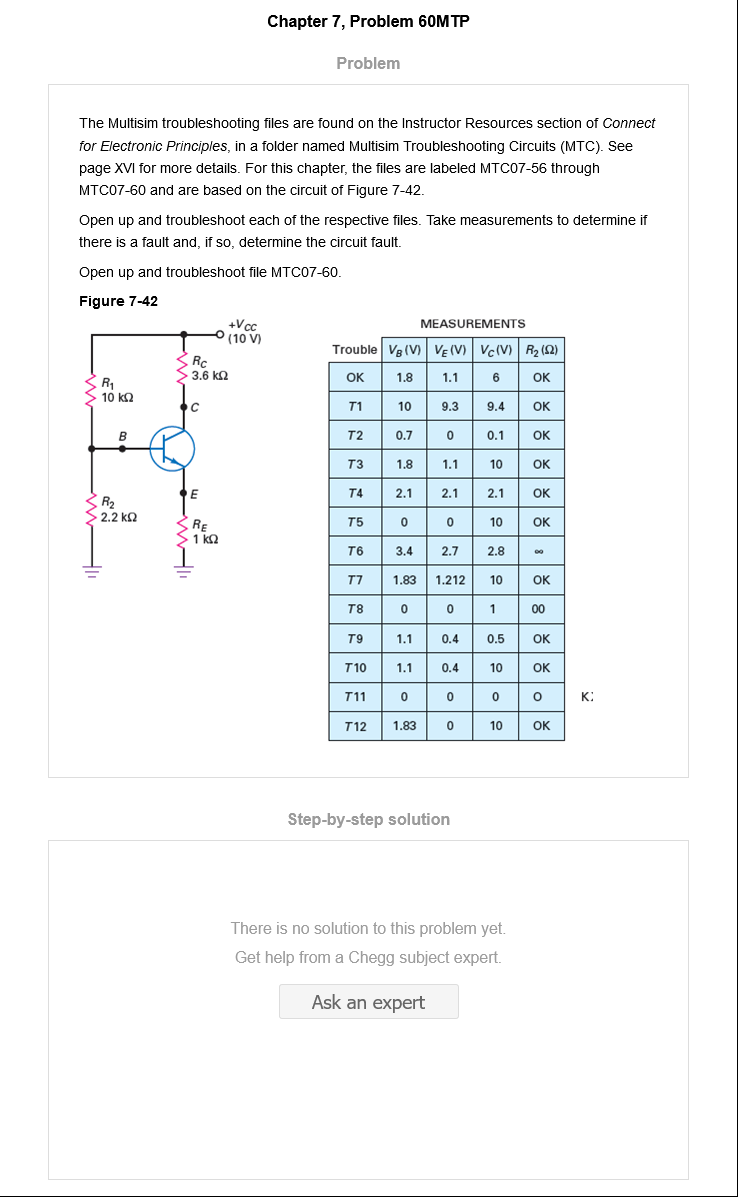 Chapter 7, Problem 60MTP
Problem
The Multisim troubleshooting files are found on the Instructor Resources section of Connect
for Electronic Principles, in a folder named Multisim Troubleshooting Circuits (MTC). See
page XVI for more details. For this chapter, the files are labeled MTC07-56 through
MTC07-60 and are based on the circuit of Figure 7-42.
Open up and troubleshoot each of the respective files. Take measurements to determine if
there is a fault and, if so, determine the circuit fault.
Open up and troubleshoot file MTC07-60.
Figure 7-42
+VCC
(10 V)
RC
3.6 kΩ
R1
10 kΩ
C
B
E
R2
2.2 kΩ
RE
1 kΩ
MEASUREMENTS
Trouble VB (V) VE (V) VC (V) R2 (Ω)
OK 1.8 1.1 6 OK
T1 10 9.3 9.4 OK
T2 0.7 0 0.1 OK
T3 1.8 1.1 10 OK
T4 2.1 2.1 2.1 OK
T5 0 0 10 OK
T6 3.4 2.7 2.8 ∞
T7 1.83 1.212 10 OK
T8 0 0 1 00
T9 1.1 0.4 0.5 OK
T10 1.1 0.4 10 OK
T11 0 0 0 O K:
T12 1.83 0 10 OK
Step-by-step solution
There is no solution to this problem yet.
Get help from a Chegg subject expert.
Ask an expert